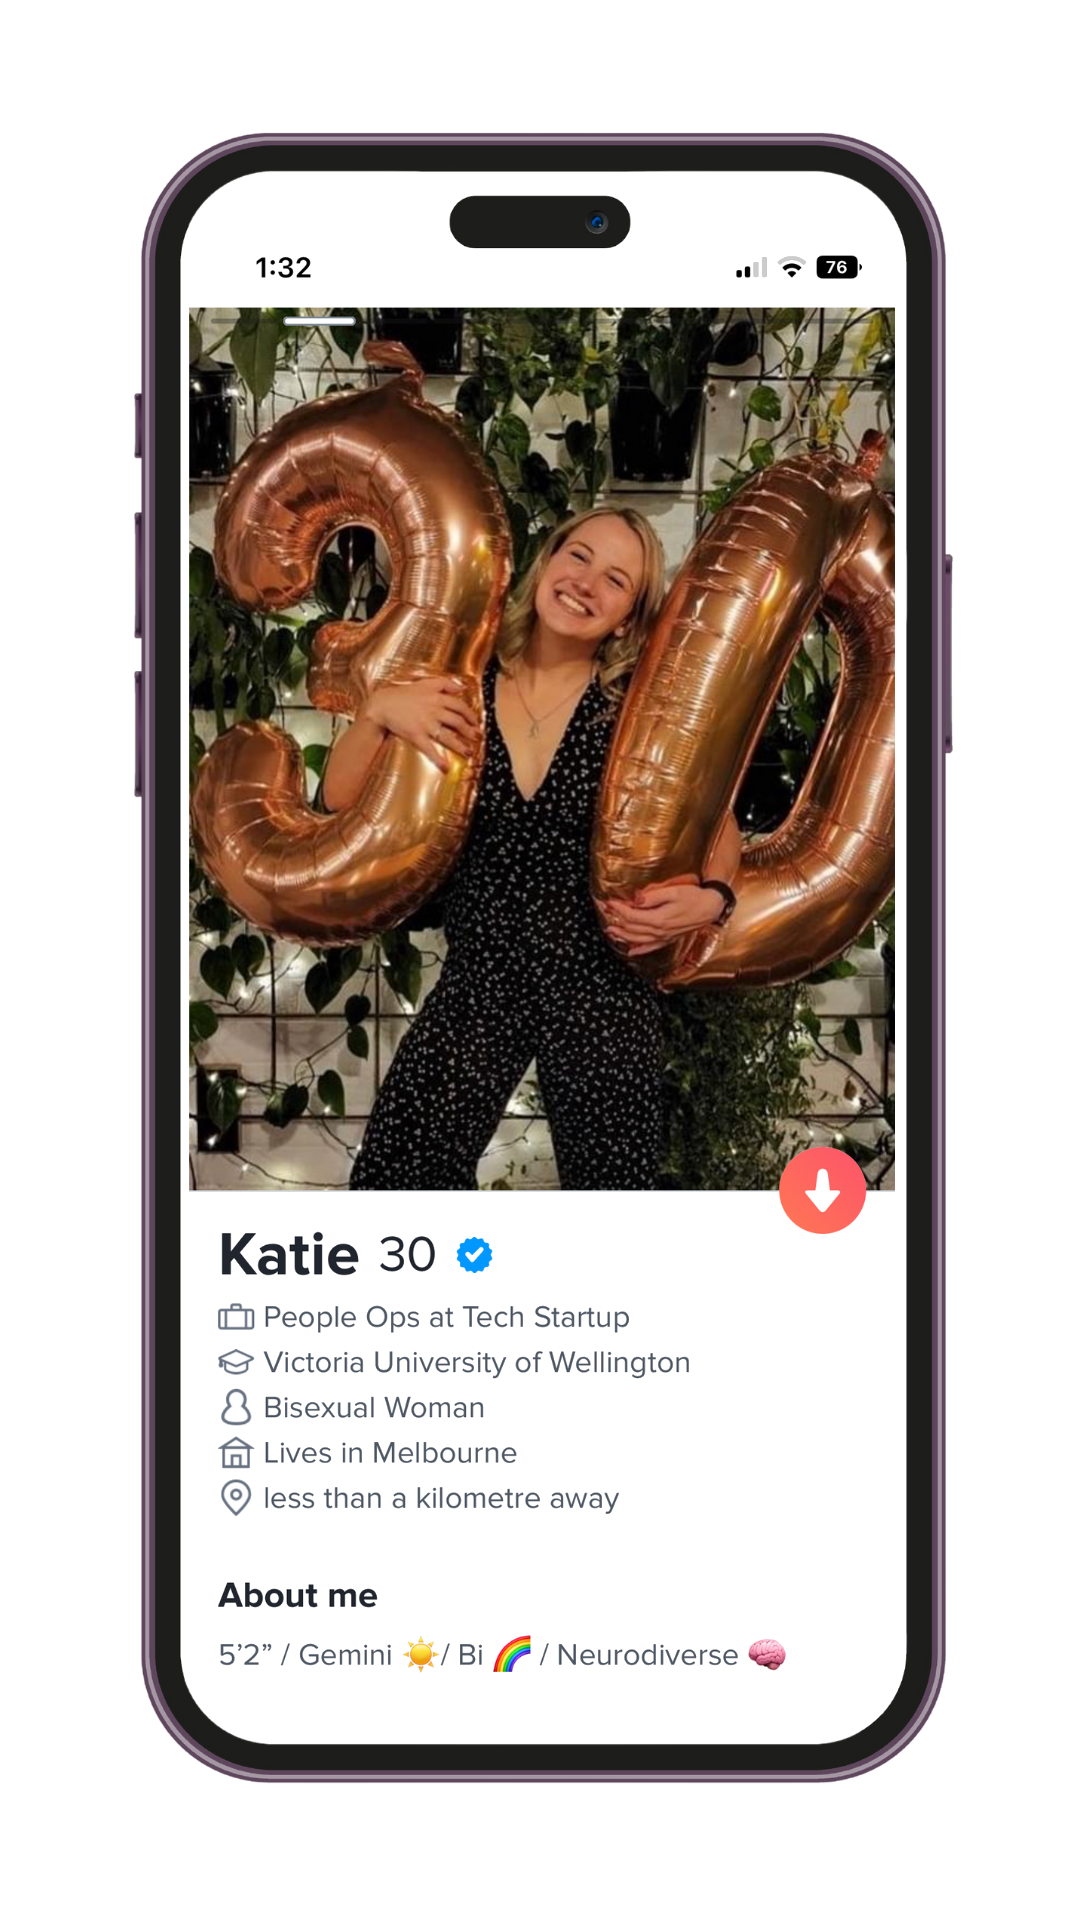 1:32
76
30
Katie 30
People Ops at Tech Startup
Victoria University of Wellington
Bisexual Woman
Lives in Melbourne
less than a kilometre away
About me
5’2” / Gemini ☀️/ Bi 🌈 / Neurodiverse 🧠